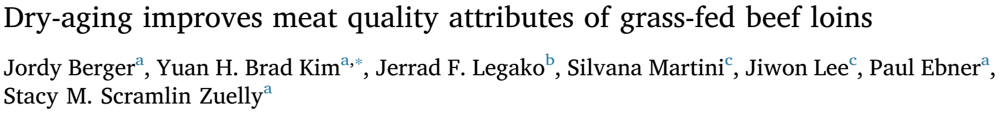 Dry-aging improves meat quality attributes of grass-fed beef loins
Jordy Bergerᵃ, Yuan H. Brad Kimᵃ,*, Jerrad F. Legakoᵇ, Silvana Martiniᶜ, Jiwon Leeᶜ, Paul Ebnerᵃ,
Stacy M. Scramlin Zuellyᵃ